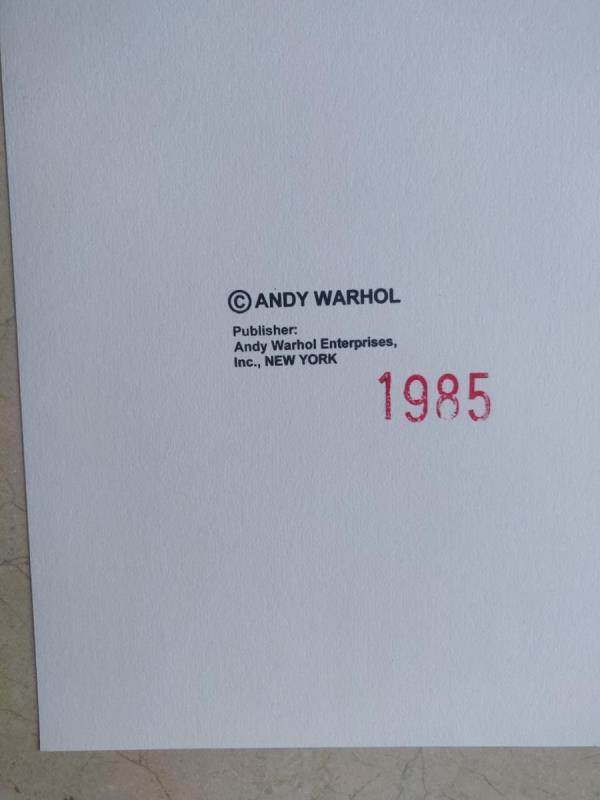 © ANDY WARHOL
Publisher:
Andy Warhol Enterprises,
Inc., NEW YORK
1985